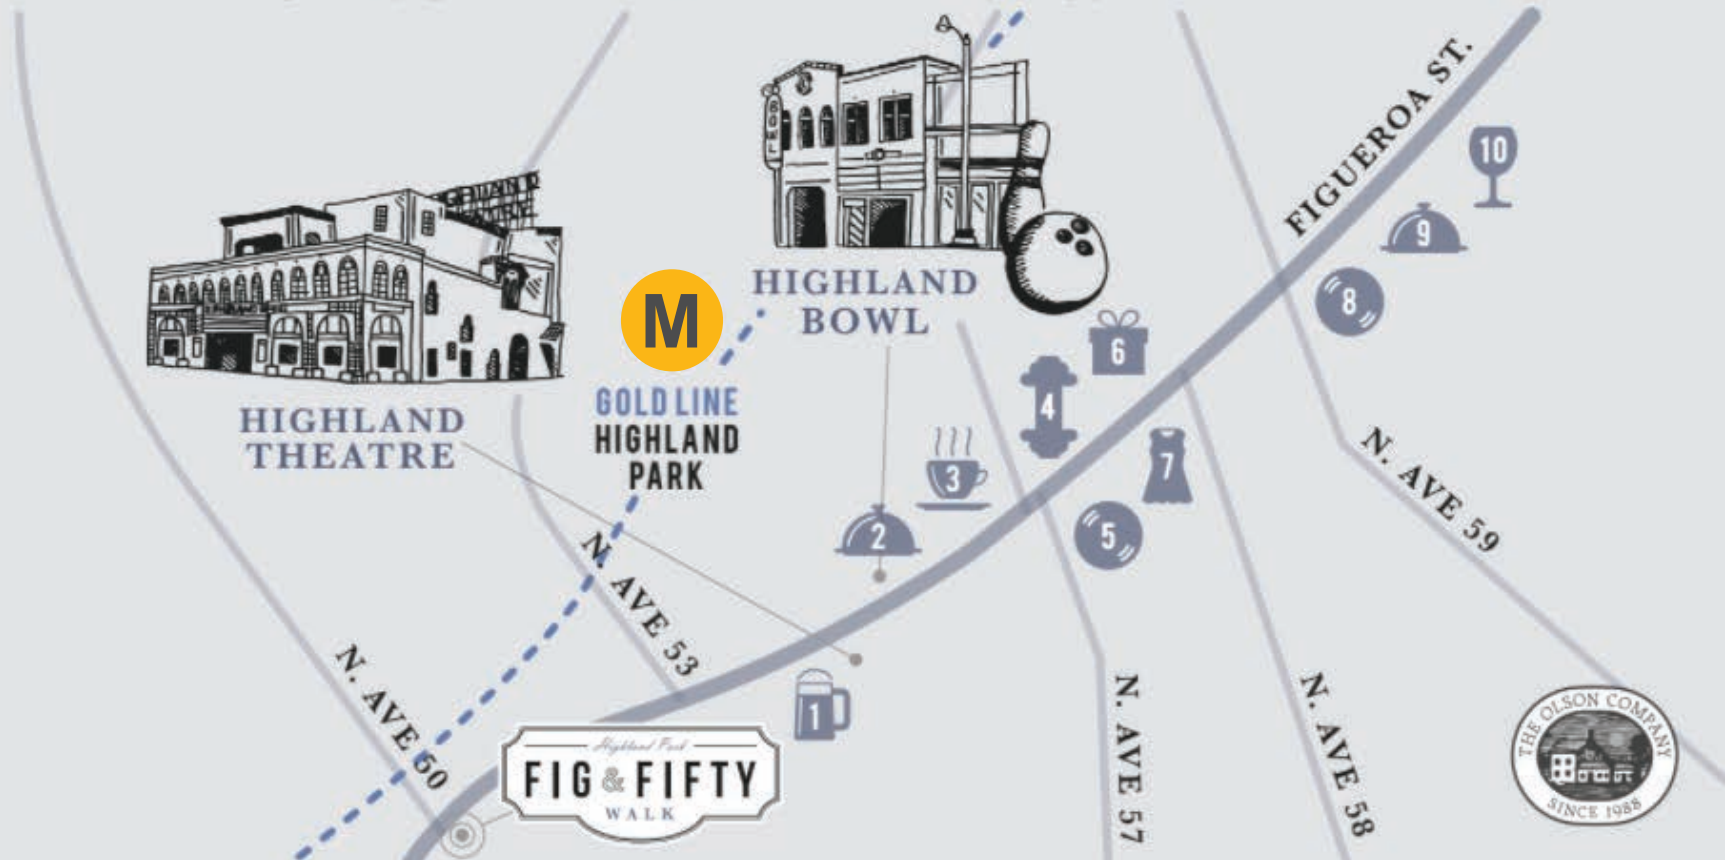 BOWL
FIGUEROA ST.
10
9
8
HIGHLAND
BOWL
M
6
GOLD LINE
HIGHLAND
PARK
HIGHLAND
THEATRE
4
7
3
2
5
N. AVE 59
N. AVE 53
N. AVE 50
1
N. AVE 57
N. AVE 58
Highland Park
FIG & FIFTY
WALK
THE OLSON COMPANY
SINCE 1988